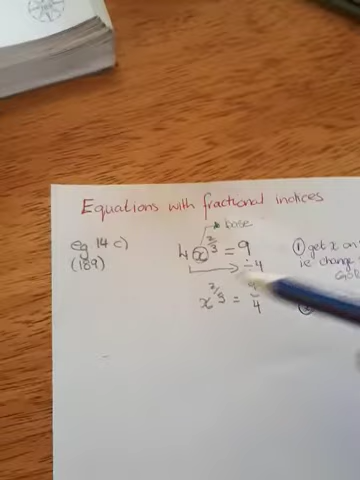 Equations with fractional indices
base
eg 14 c)
(189)
4x^(2/3) = 9
÷4
① get x on
ie change
x^(2/3) = 9/4